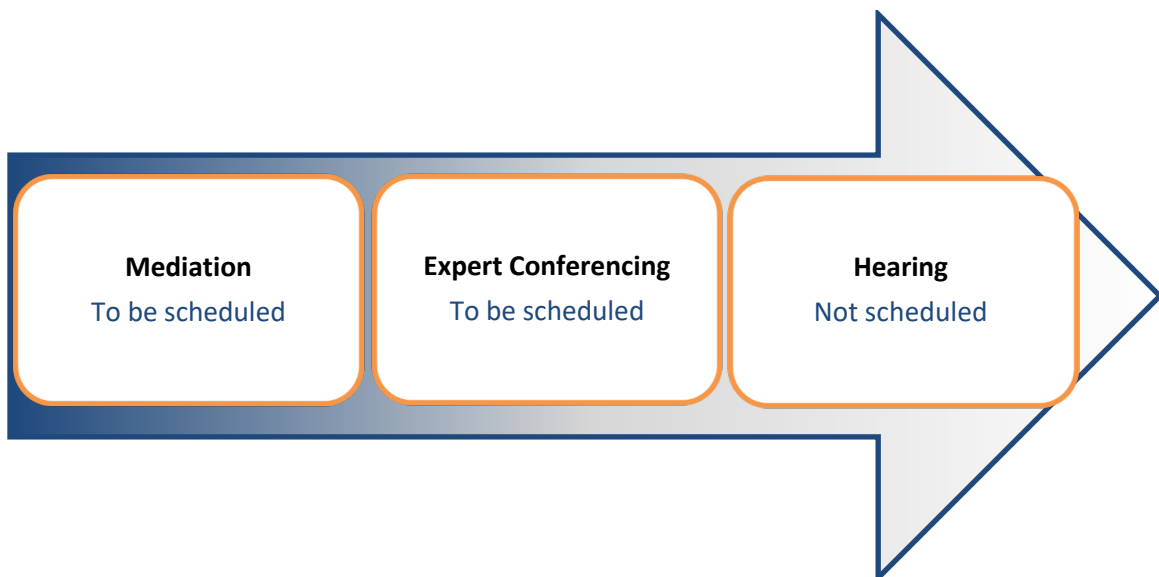 Mediation
To be scheduled
Expert Conferencing
To be scheduled
Hearing
Not scheduled